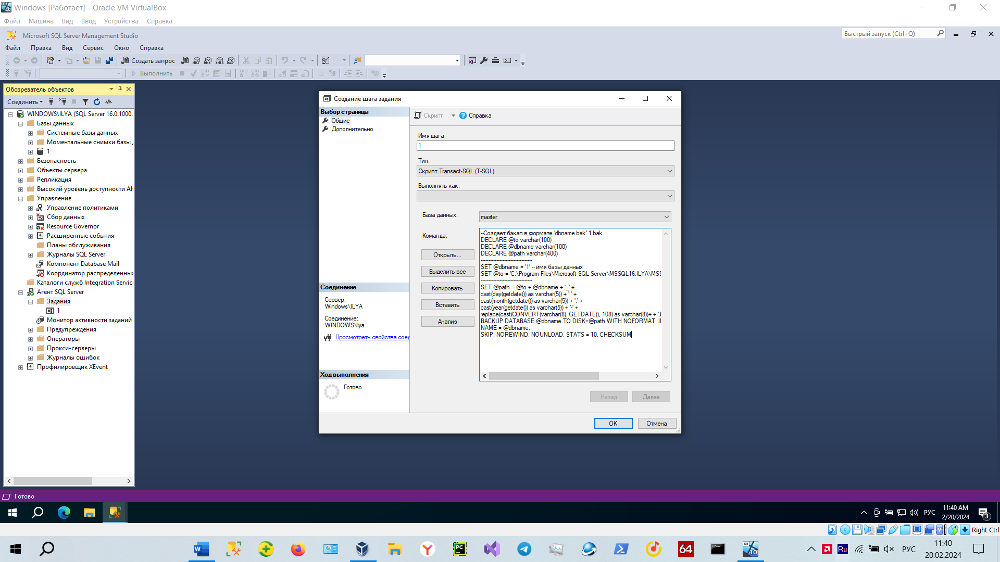 Windows [Работает] - Oracle VM VirtualBox
Файл Машина Вид Ввод Устройства Справка
Microsoft SQL Server Management Studio
Быстрый запуск (Ctrl+Q)
Файл Правка Вид Сервис Окно Справка
Создать запрос
MDX DMX XMLA DAX
Выполнить
Обозреватель объектов
Соединить
WINDOWS\ILYA (SQL Server 16.0.1000.
Базы данных
Системные базы данных
Моментальные снимки базы
1
Безопасность
Объекты сервера
Репликация
Высокий уровень доступности Al
Управление
Управление политиками
Сбор данных
Resource Governor
Расширенные события
Планы обслуживания
Журналы SQL Server
Компонент Database Mail
Координатор распределенны
Каталоги служб Integration Servic
Агент SQL Server
Задания
1
Монитор активности заданий
Предупреждения
Операторы
Прокси-серверы
Журналы ошибок
Профилировщик XEvent
Создание шага задания
Выбор страницы
Общие
Дополнительно
Соединение
Сервер:
Windows\ILYA
Соединение:
WINDOWS\ilya
Просмотреть свойства соед
Ход выполнения
Готово
Скрипт Справка
Имя шага:
1
Тип:
Скрипт Transact-SQL (T-SQL)
Выполнять как:
База данных:
master
Команда:
Открыть...
Выделить все
Копировать
Вставить
Анализ
--Создает бэкап в формате 'dbname.bak' 1.bak
DECLARE @to varchar(100)
DECLARE @dbname varchar(100)
DECLARE @path varchar(400)
---------------------------------
SET @dbname = '1' -- имя базы данных
SET @to = 'C:\Program Files\Microsoft SQL Server\MSSQL16.ILYA\MSS
---------------------------------
SET @path = @to + @dbname + '_' +
cast(day(getdate()) as varchar(5)) + '.' +
cast(month(getdate()) as varchar(5)) + '.' +
cast(year(getdate()) as varchar(5)) + '-' +
replace(cast(CONVERT(varchar(8), GETDATE(), 108) as varchar(8))+ + '.
BACKUP DATABASE @dbname TO DISK=@path WITH NOFORMAT,
NAME = @dbname,
SKIP, NOREWIND, NOUNLOAD, STATS = 10, CHECKSUM
Назад Далее
OK Отмена
Готово
РУС
11:40 AM
2/20/2024
3
Right Ctrl
64
Ru
РУС
11:40
20.02.2024